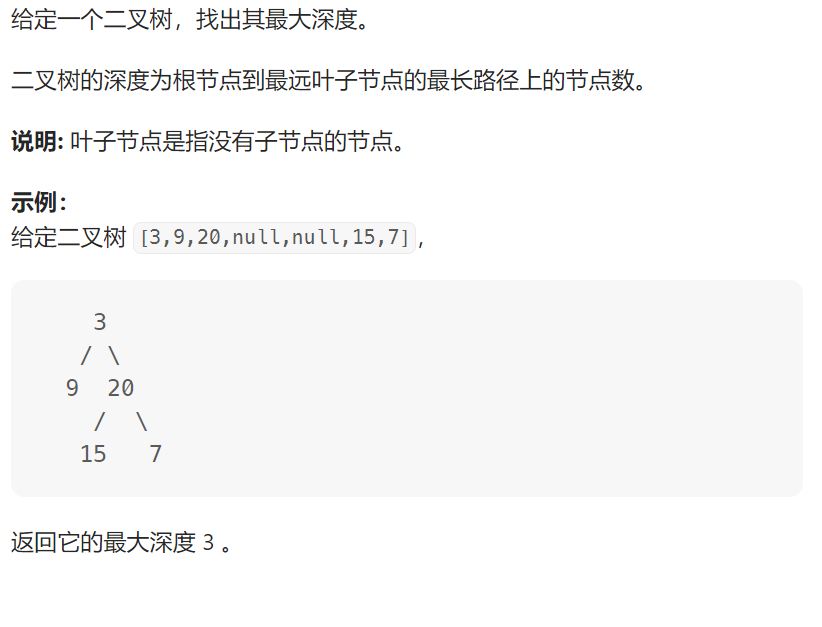 给定一个二叉树，找出其最大深度。
二叉树的深度为根节点到最远叶子节点的最长路径上的节点数。
说明: 叶子节点是指没有子节点的节点。
示例：
给定二叉树 [3,9,20,null,null,15,7]，
3
/ \
9  20
/  \
15   7
返回它的最大深度 3 。